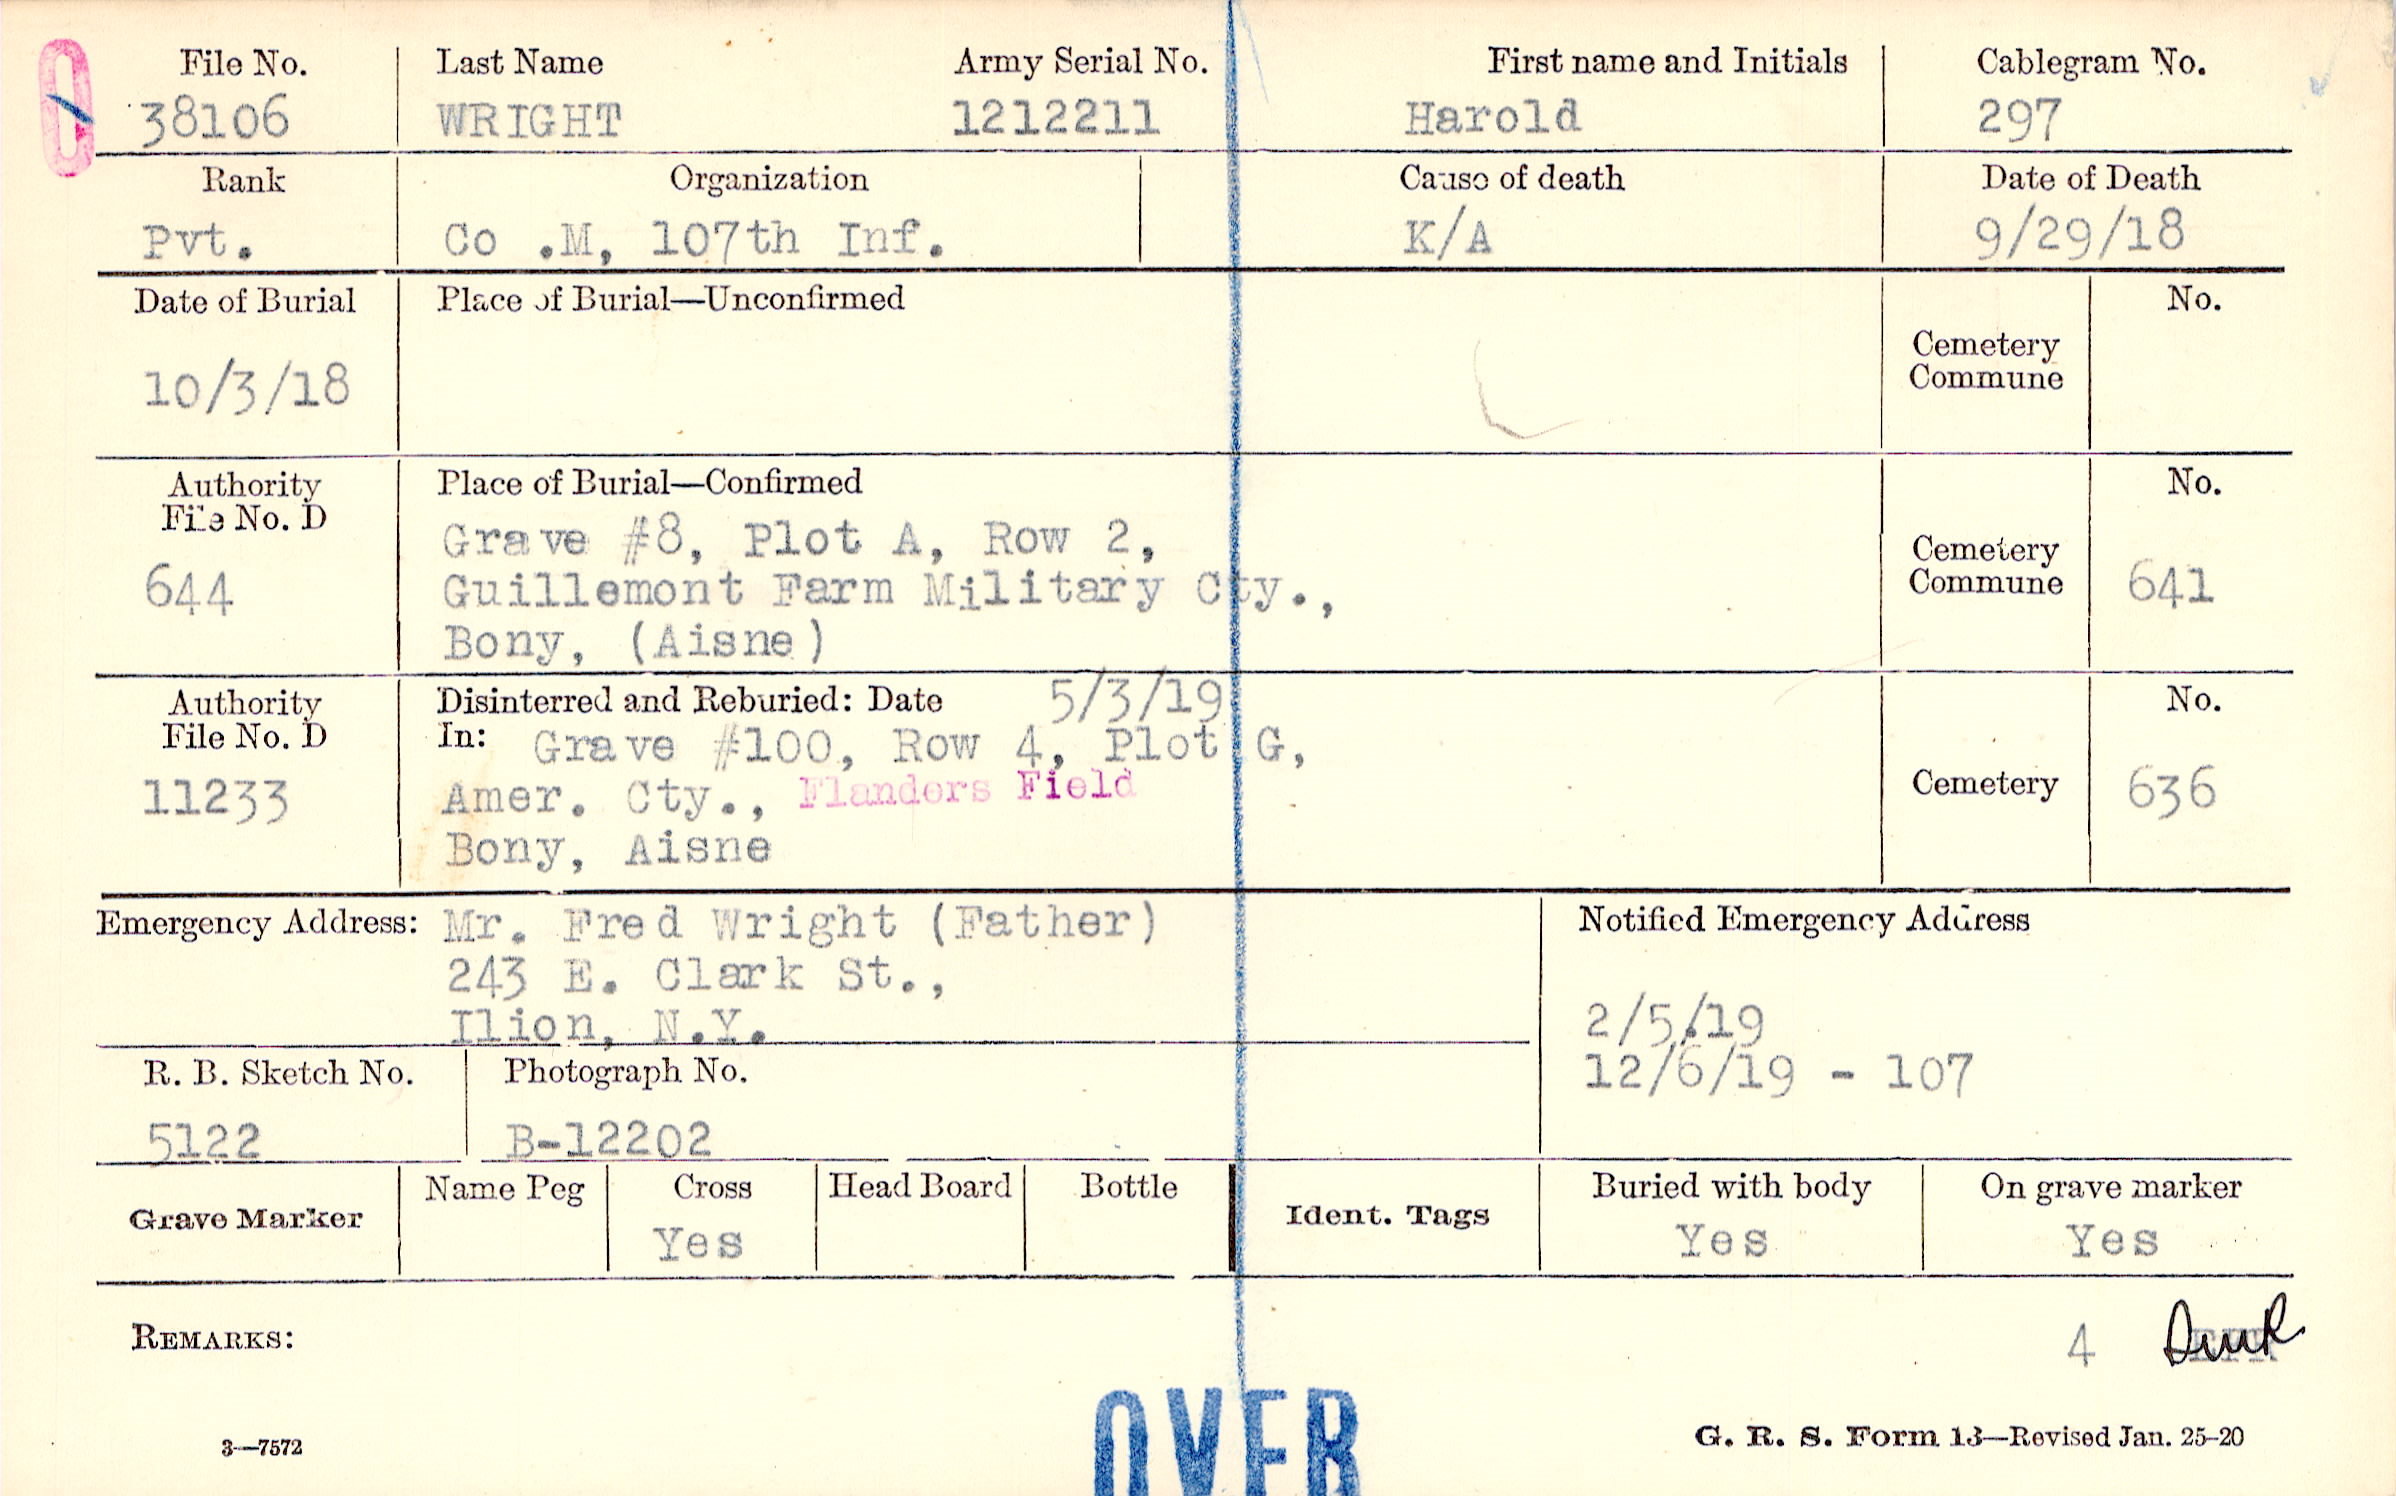 File No. Last Name Army Serial No. First name and Initials Cablegram No.
38106 WRIGHT 1212211 Harold 297
Rank Organization Cause of death Date of Death
Pvt. Co .M, 107th Inf. K/A 9/29/18
Date of Burial Place of Burial—Unconfirmed No.
Cemetery
Commune
10/3/18
Authority Place of Burial—Confirmed No.
File No. D
Grave #8, Plot A, Row 2,
Cemetery
644 Guillemont Farm Military Cty., Commune 641
Bony, (Aisne)
Authority Disinterred and Reburied: Date 5/3/19 No.
File No. D In: Grave #100, Row 4, Plot G,
11233 Amer. Cty., Flanders Field Cemetery 636
Bony, Aisne
Emergency Address: Mr. Fred Wright (Father) Notified Emergency Address
243 E. Clark St.,
Ilion, N.Y. 2/5/19
R. B. Sketch No. Photograph No. 12/6/19 - 107
5122 B-12202
Grave Marker Name Peg Cross Head Board Bottle Ident. Tags Buried with body On grave marker
Yes Yes Yes
REMARKS: 4
3—7572 OVER G. R. S. Form 13—Revised Jan. 25-20